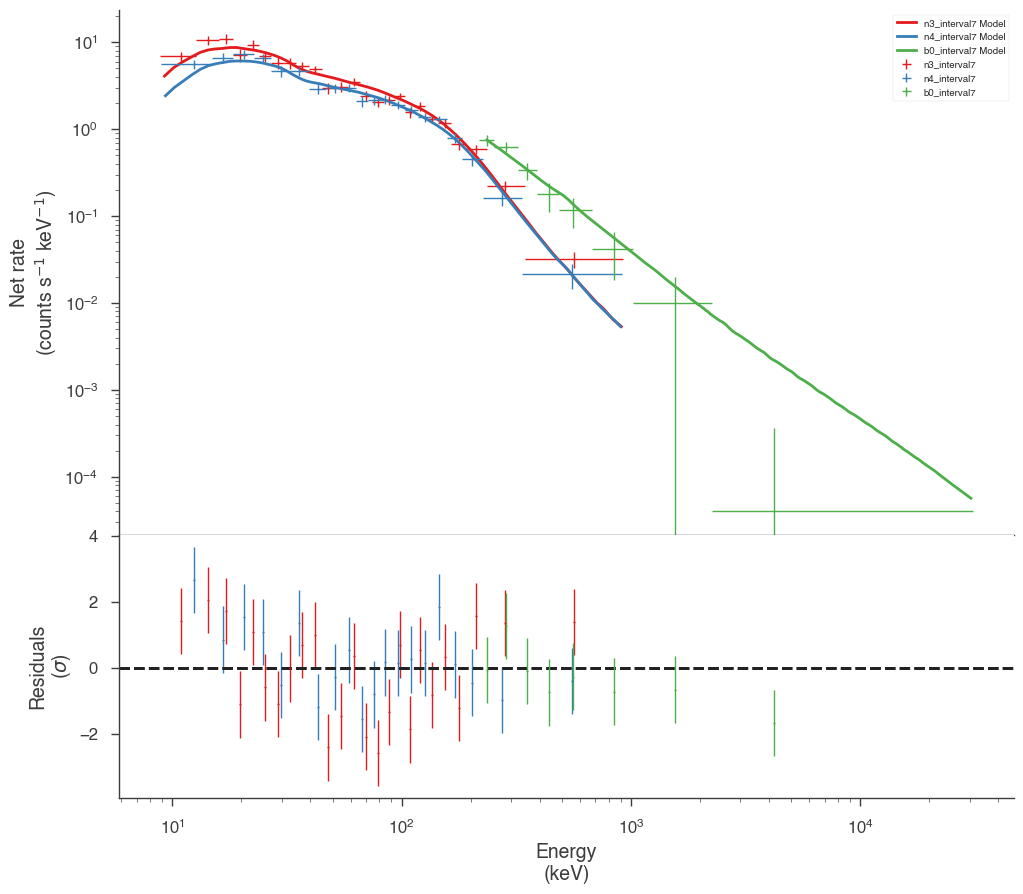 n3_interval7 Model
n4_interval7 Model
b0_interval7 Model
n3_interval7
n4_interval7
b0_interval7
10¹
10⁰
10⁻¹
10⁻²
10⁻³
10⁻⁴
Net rate
(counts s⁻¹ keV⁻¹)
4
2
0
−2
Residuals
(σ)
10¹ 10² 10³ 10⁴
Energy
(keV)